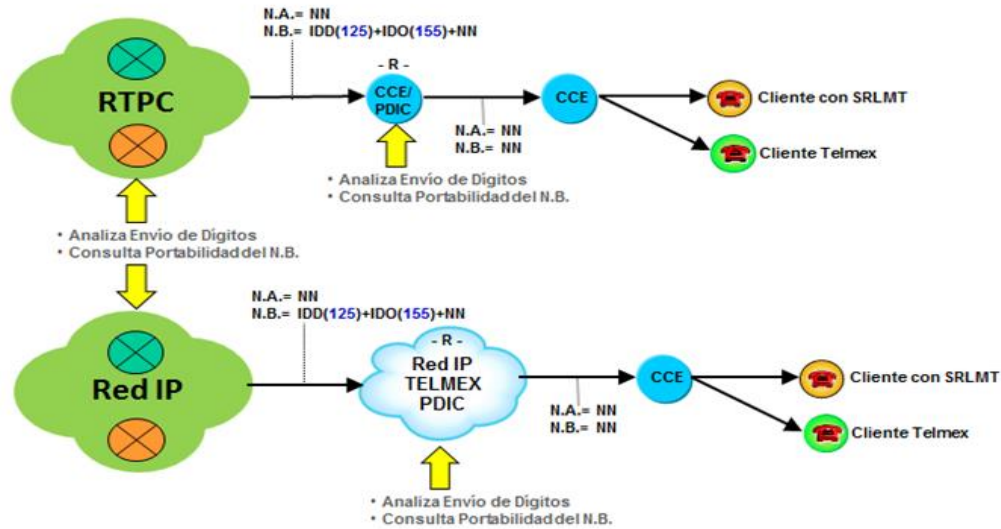 N.A.= NN
N.B.= IDD(125)+IDO(155)+NN
RTPC
- R -
CCE/
PDIC
CCE
Cliente con SRLMT
Cliente Telmex
N.A.= NN
N.B.= NN
• Analiza Envío de Dígitos
• Consulta Portabilidad del N.B.
• Analiza Envío de Dígitos
• Consulta Portabilidad del N.B.
N.A.= NN
N.B.= IDD(125)+IDO(155)+NN
Red IP
- R -
Red IP
TELMEX
PDIC
CCE
Cliente con SRLMT
Cliente Telmex
N.A.= NN
N.B.= NN
• Analiza Envío de Dígitos
• Consulta Portabilidad del N.B.